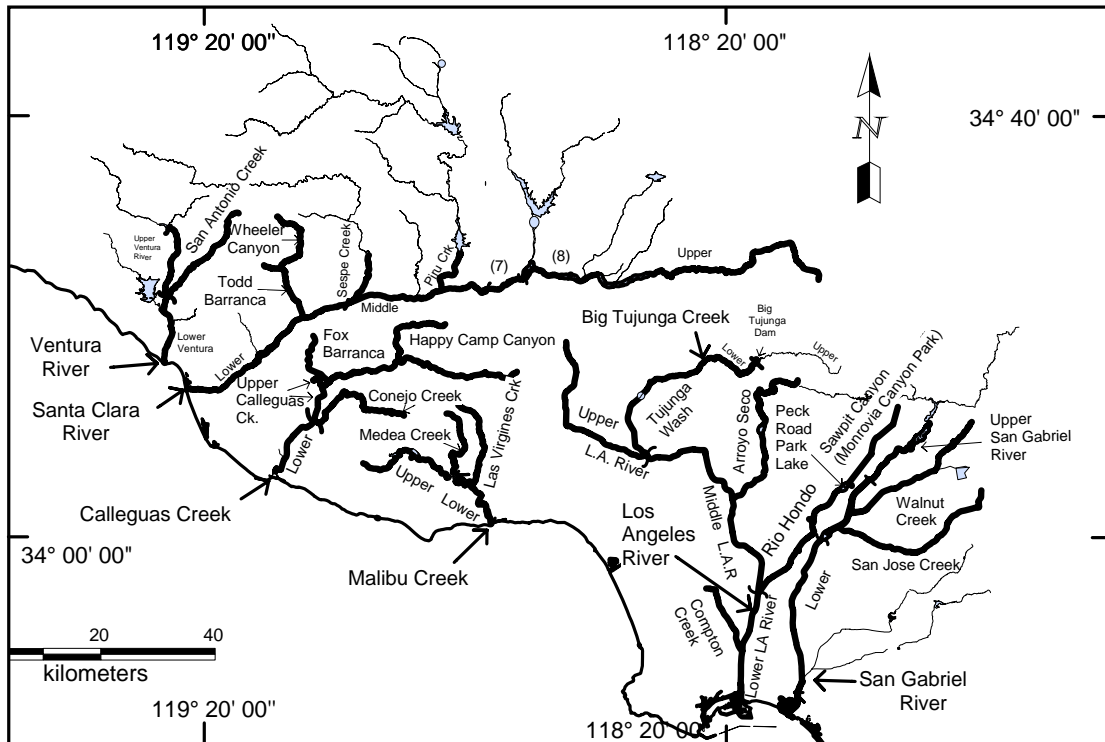 119° 20' 00"
118° 20' 00"
34° 40' 00"
N
San Antonio Creek
Upper
Ventura
River
Wheeler
Canyon
Sespe Creek
Piru Crk
(7)
(8)
Upper
Todd
Barranca
Middle
Lower
Ventura
Lower
Ventura
River
Santa Clara
River
Fox
Barranca
Happy Camp Canyon
Upper
Calleguas
Ck.
Conejo Creek
Medea Creek
Las Virgines Crk
Lower
Upper
Lower
Calleguas Creek
Malibu Creek
Big Tujunga Creek
Big
Tujunga
Dam
Lower
Upper
Tujunga
Wash
Upper
L.A. River
Arroyo Seco
Peck
Road
Park
Lake
Sawpit Canyon
(Monrovia Canyon Park)
Upper
San Gabriel
River
Walnut
Creek
San Jose Creek
Los
Angeles
River
Middle L.A.R
Rio Hondo
Lower
Compton
Creek
Lower LA River
San Gabriel
River
34° 00' 00"
20
40
kilometers
119° 20' 00"
118° 20' 00"